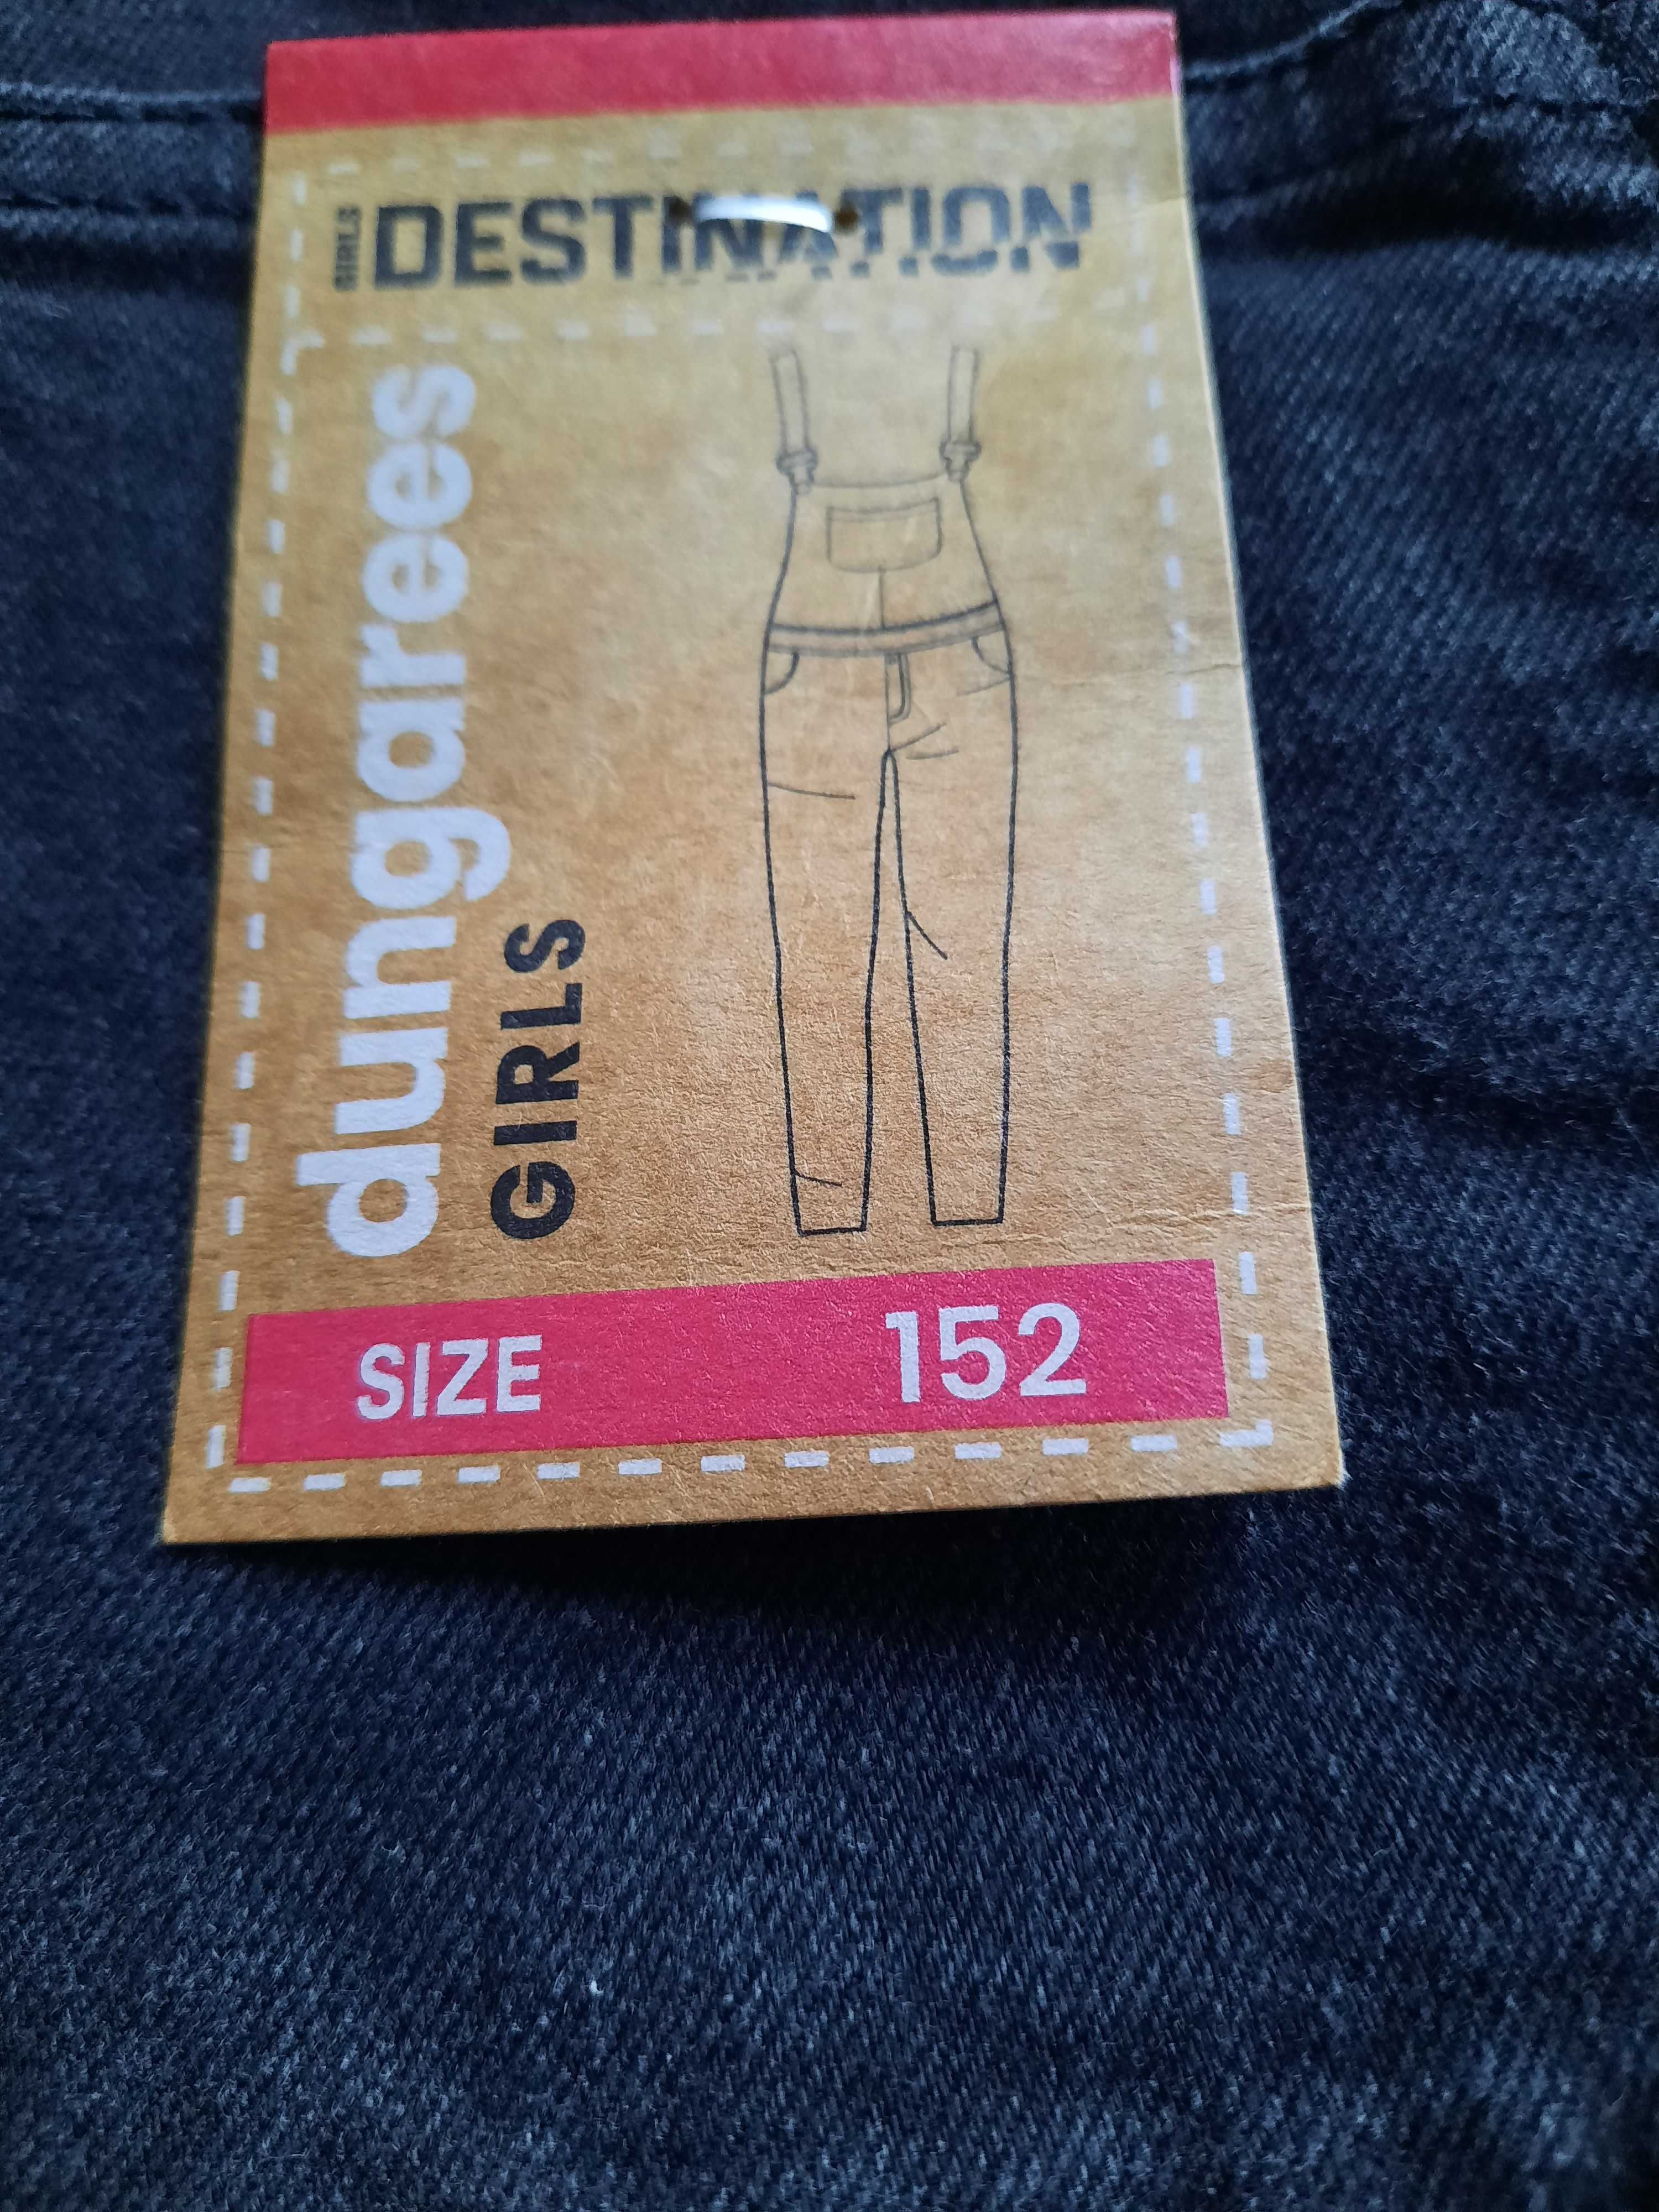 GIRLS DESTINATION
dungarees
GIRLS
SIZE 152